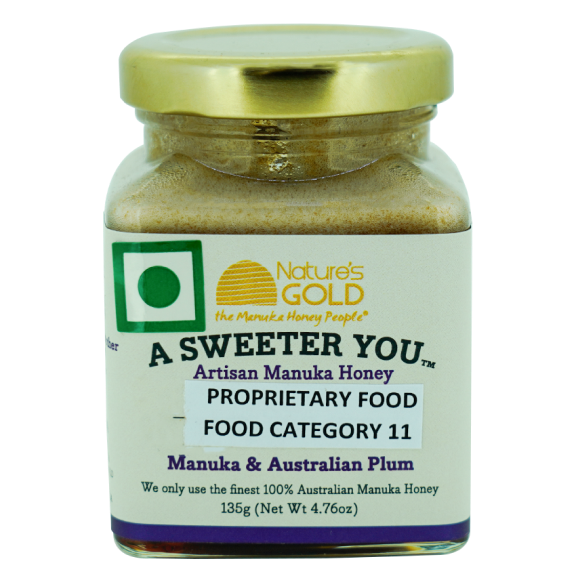 Nature's
GOLD
the Manuka Honey People®
A SWEETER YOU™
Artisan Manuka Honey
PROPRIETARY FOOD
FOOD CATEGORY 11
Manuka & Australian Plum
We only use the finest 100% Australian Manuka Honey
135g (Net Wt 4.76oz)